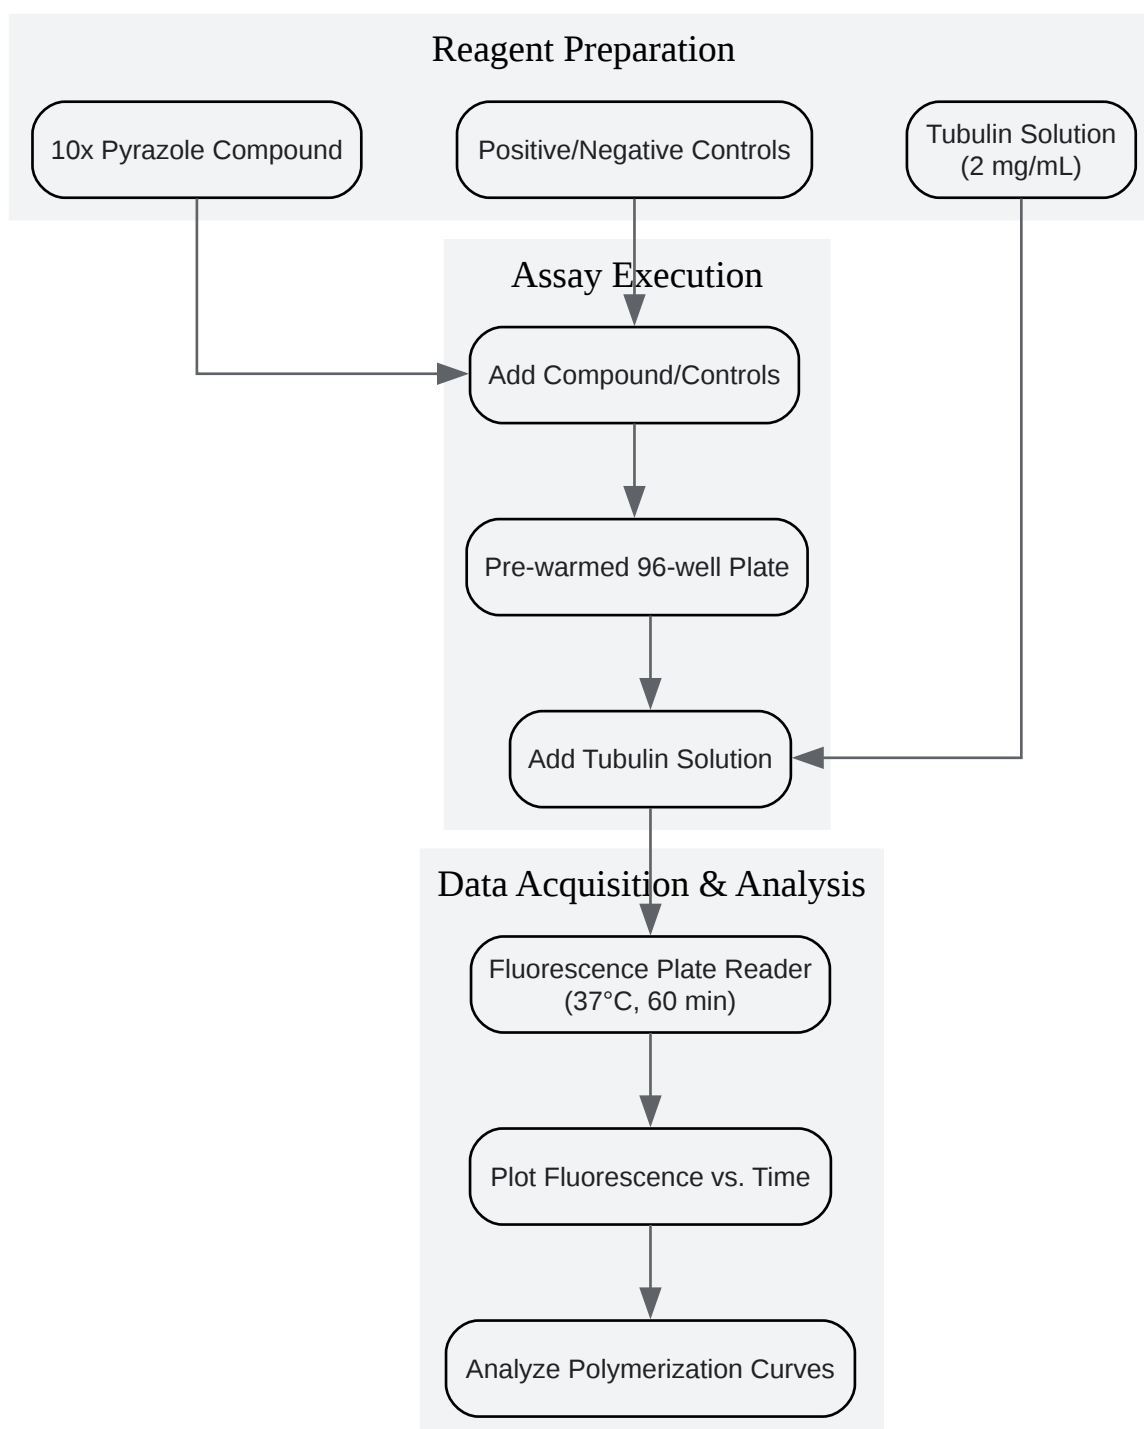 Reagent Preparation
10x Pyrazole Compound
Positive/Negative Controls
Tubulin Solution
(2 mg/mL)
Assay Execution
Add Compound/Controls
Pre-warmed 96-well Plate
Add Tubulin Solution
Data Acquisition & Analysis
Fluorescence Plate Reader
(37°C, 60 min)
Plot Fluorescence vs. Time
Analyze Polymerization Curves